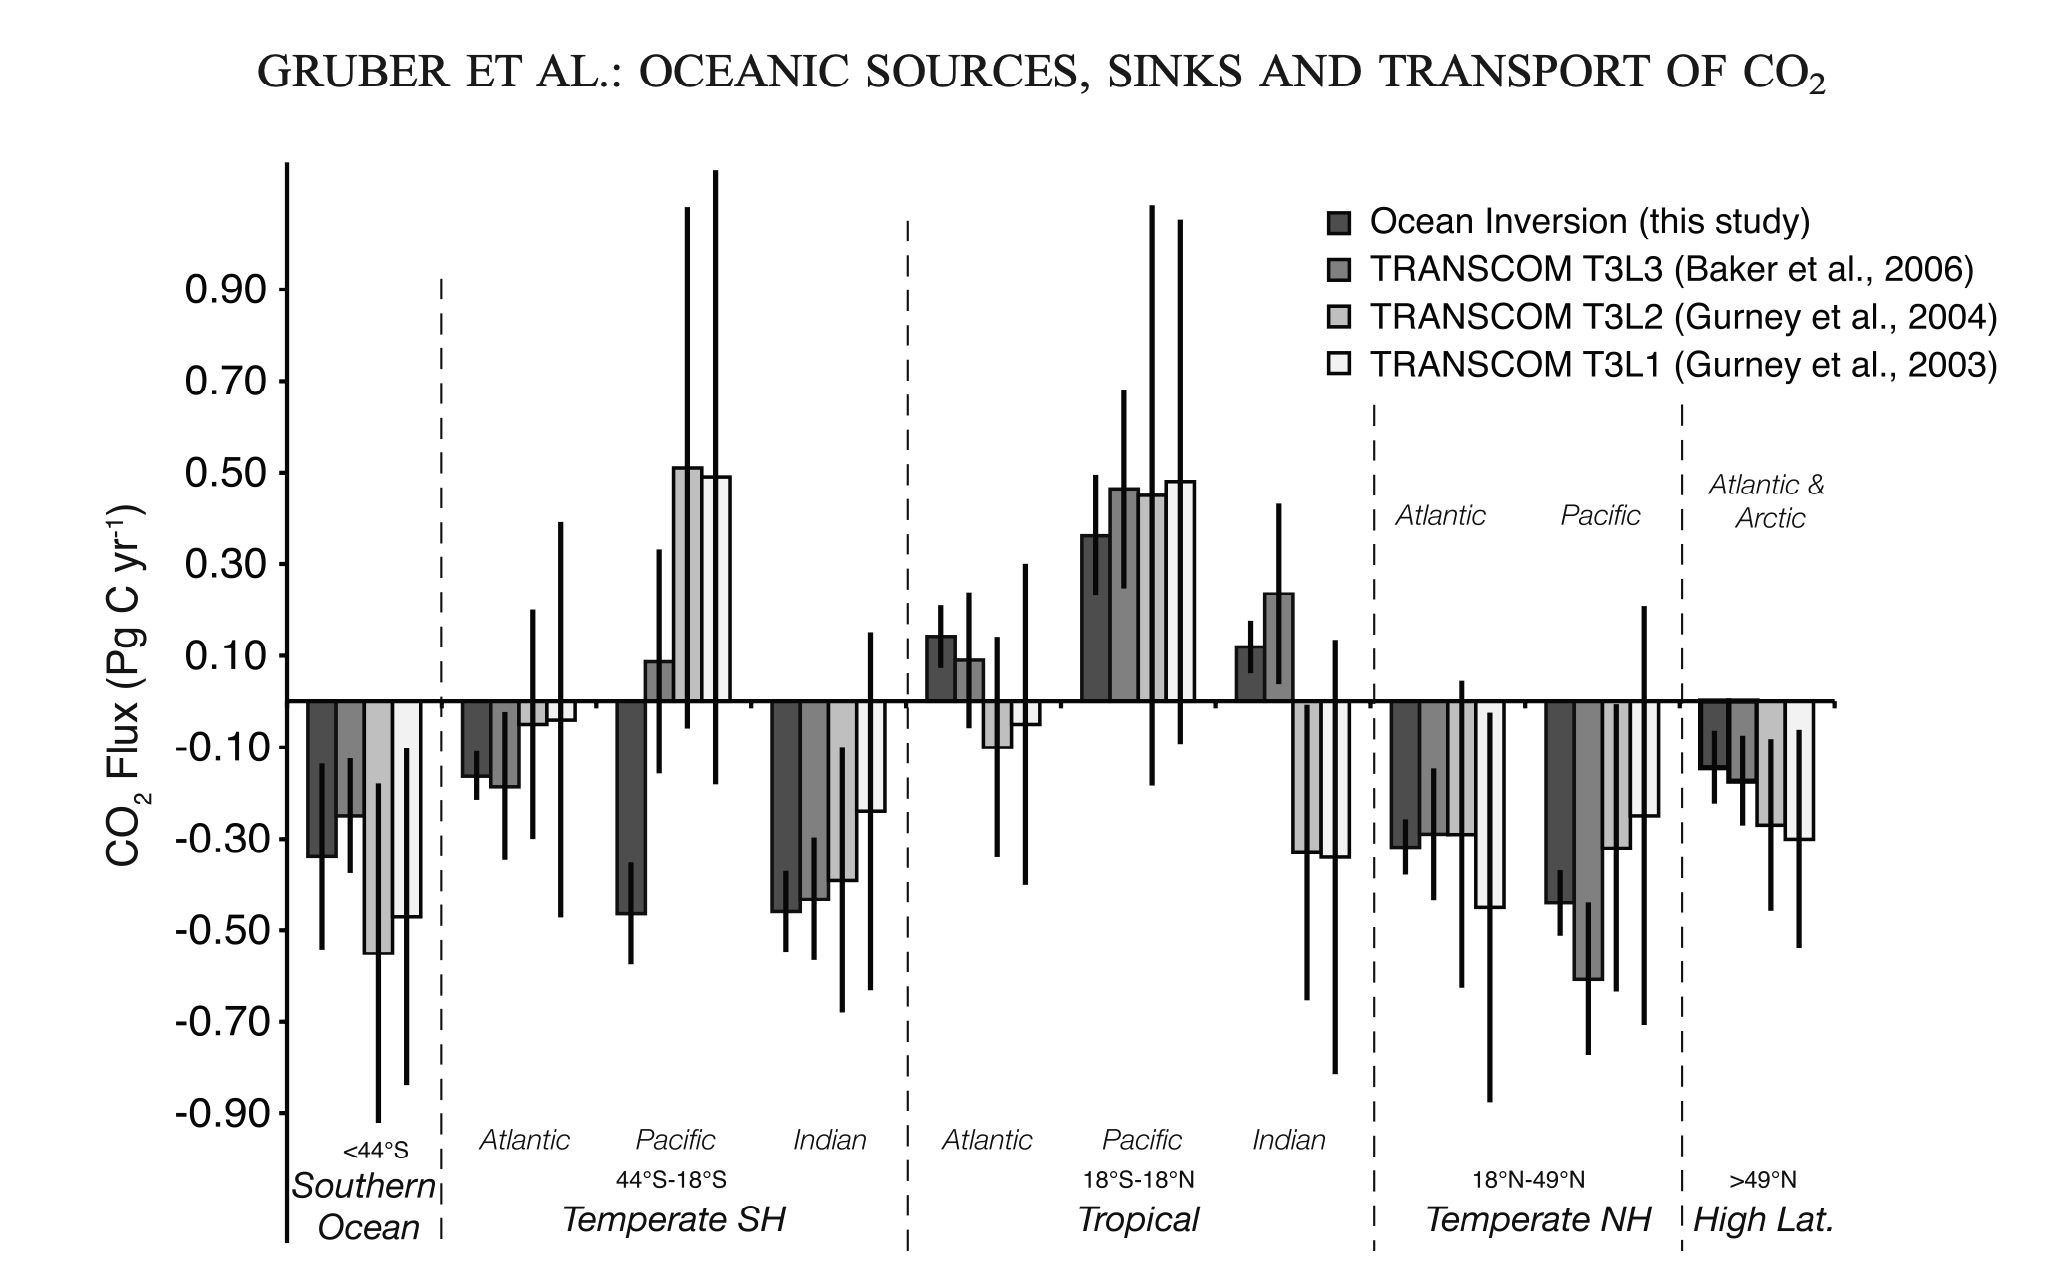 GRUBER ET AL.: OCEANIC SOURCES, SINKS AND TRANSPORT OF CO₂
Ocean Inversion (this study)
TRANSCOM T3L3 (Baker et al., 2006)
TRANSCOM T3L2 (Gurney et al., 2004)
TRANSCOM T3L1 (Gurney et al., 2003)
CO₂ Flux (Pg C yr⁻¹)
0.90
0.70
0.50
0.30
0.10
-0.10
-0.30
-0.50
-0.70
-0.90
Atlantic
Pacific
Atlantic &
Arctic
Atlantic
Pacific
Indian
Atlantic
Pacific
Indian
<44°S
Southern
Ocean
44°S-18°S
Temperate SH
18°S-18°N
Tropical
18°N-49°N
Temperate NH
>49°N
High Lat.